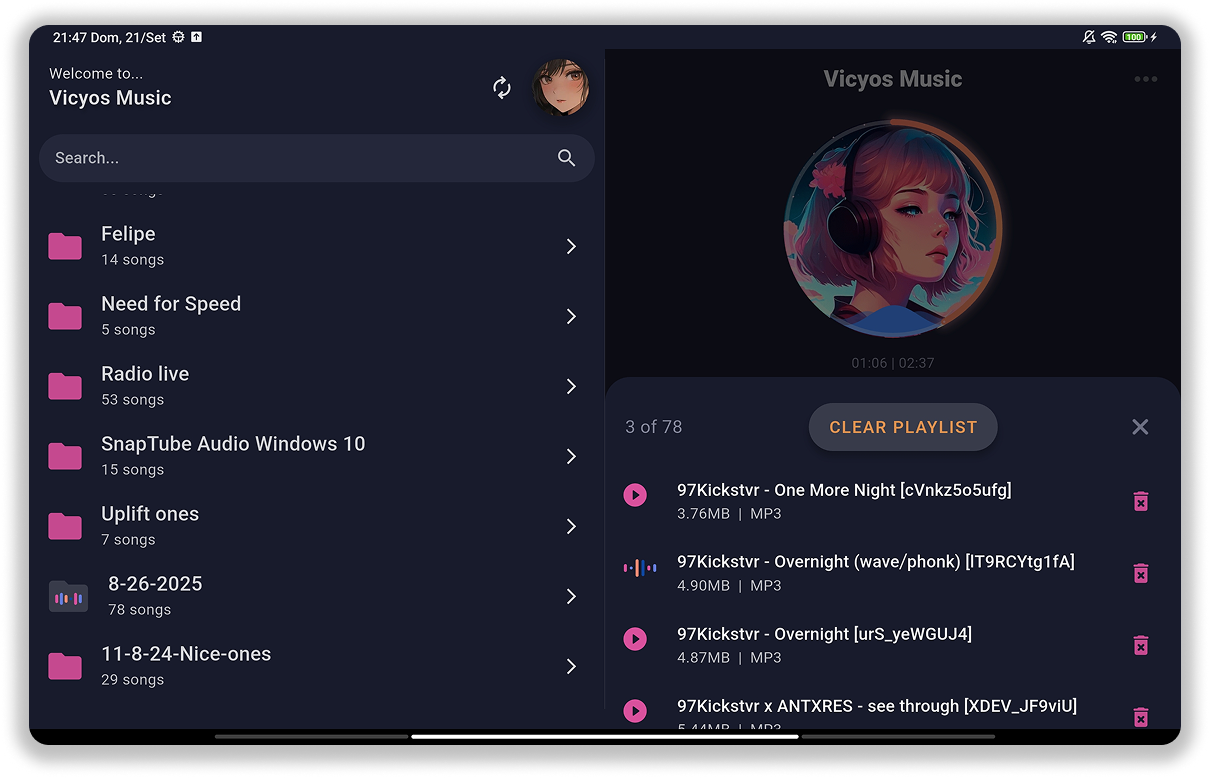 21:47 Dom, 21/Set
100
Welcome to...
Vicyos Music
Search...
Felipe
14 songs
Need for Speed
5 songs
Radio live
53 songs
SnapTube Audio Windows 10
15 songs
Uplift ones
7 songs
8-26-2025
78 songs
11-8-24-Nice-ones
29 songs
Vicyos Music
01:06 | 02:37
3 of 78
CLEAR PLAYLIST
97Kickstvr - One More Night [cVnkz5o5ufg]
3.76MB | MP3
97Kickstvr - Overnight (wave/phonk) [lT9RCYtg1fA]
4.90MB | MP3
97Kickstvr - Overnight [urS_yeWGUJ4]
4.87MB | MP3
97Kickstvr x ANTXRES - see through [XDEV_JF9viU]
5.44MB | MP3